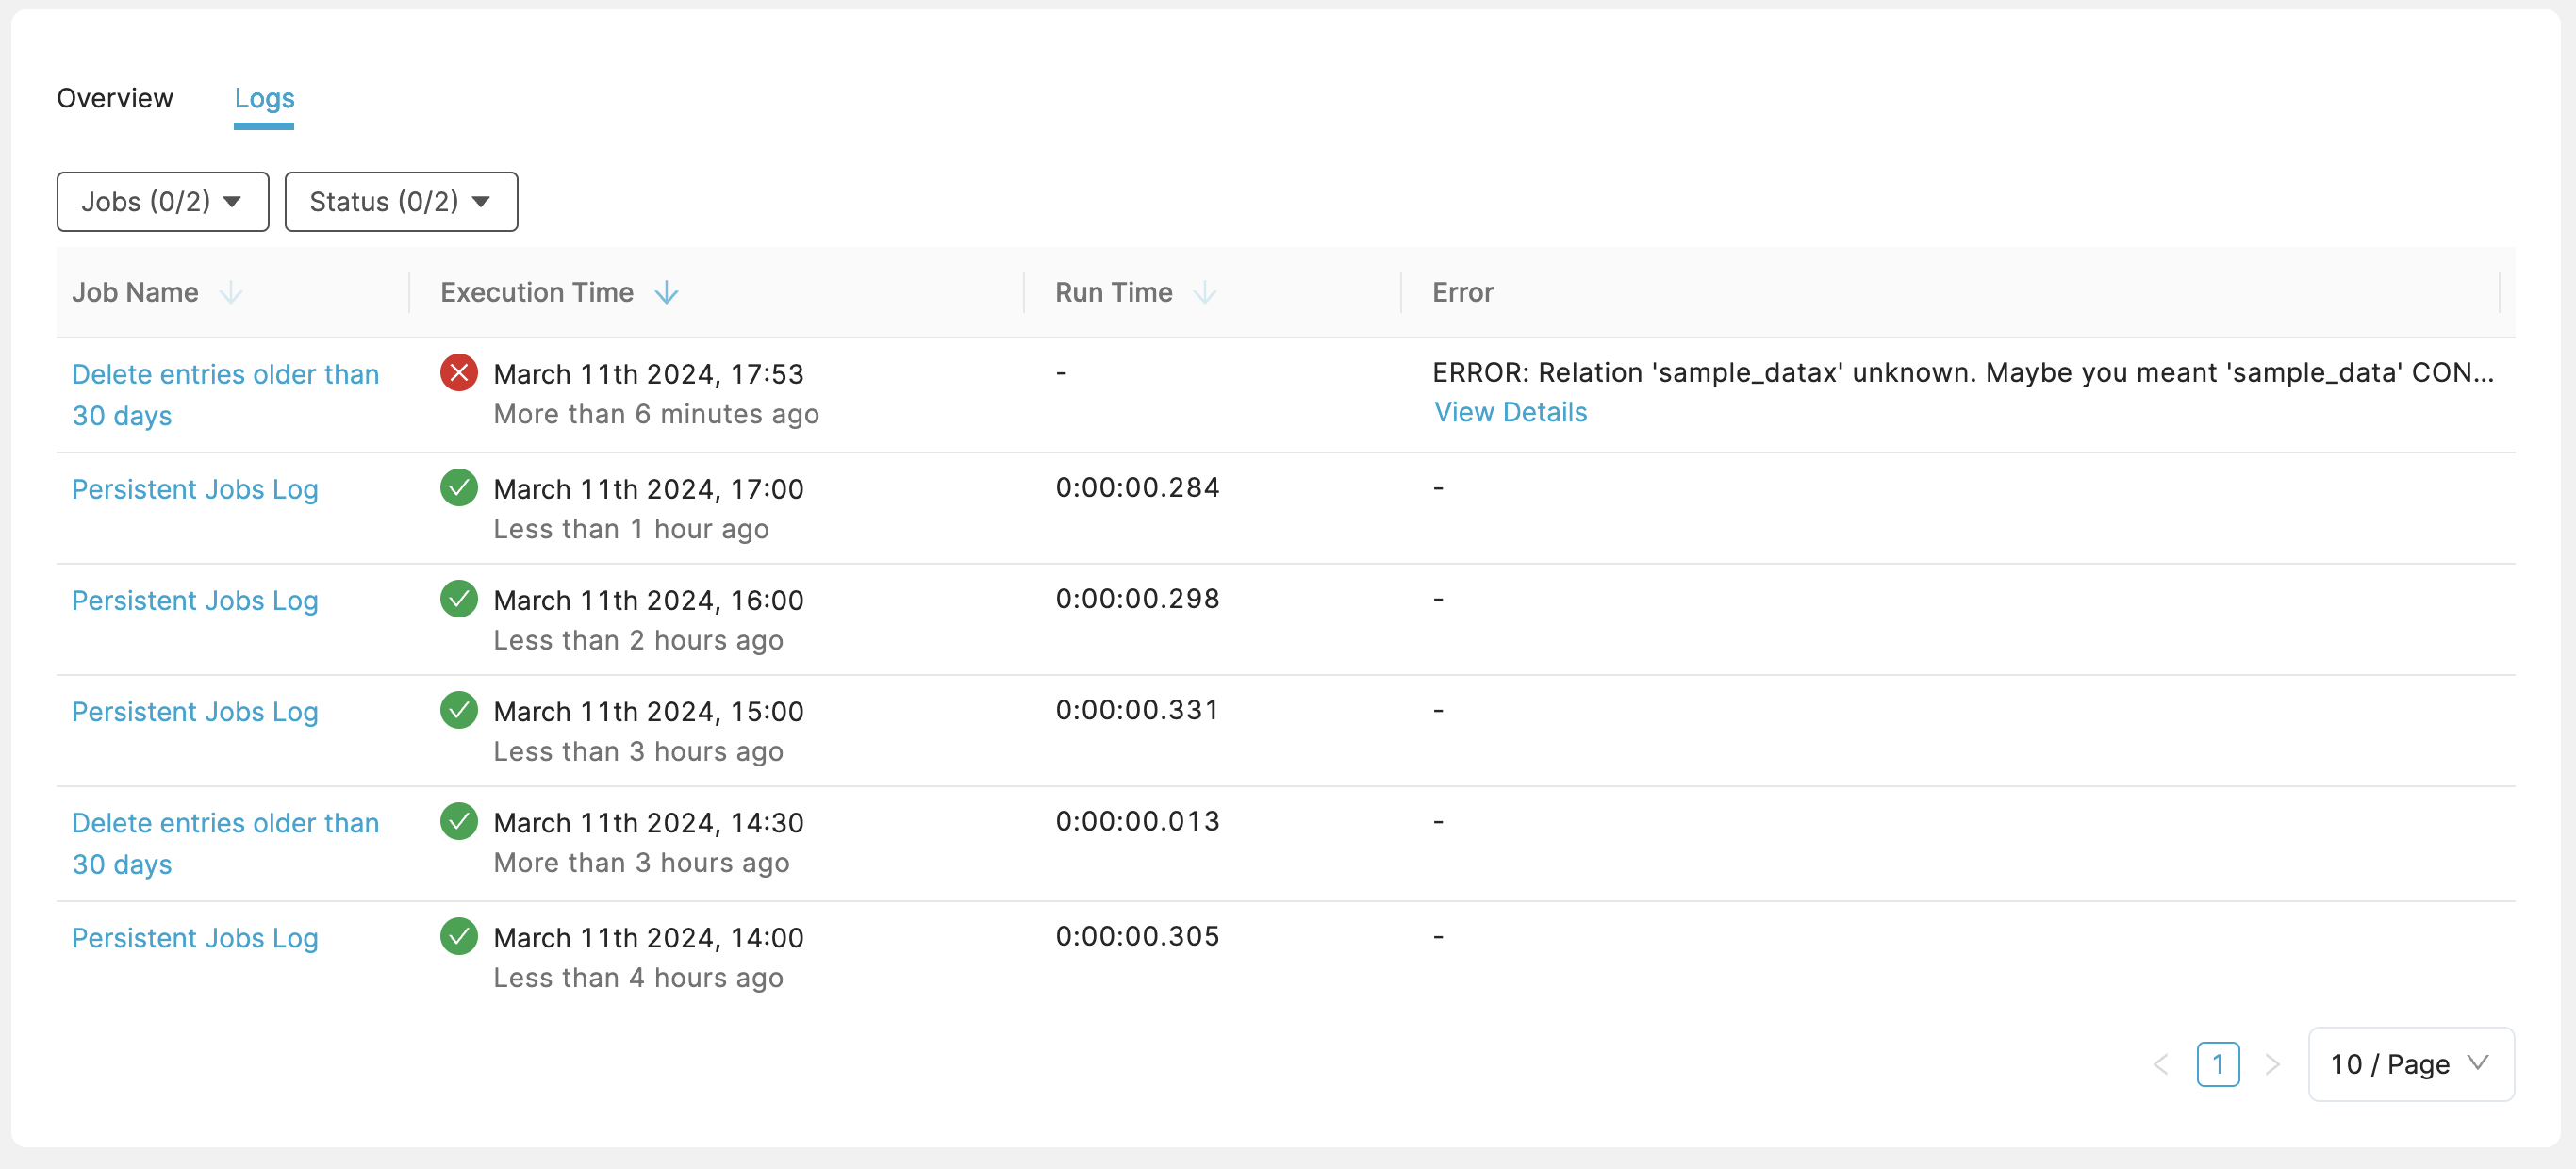 Overview Logs
Jobs (0/2) Status (0/2)
Job Name Execution Time Run Time Error
Delete entries older than March 11th 2024, 17:53 - ERROR: Relation 'sample_datax' unknown. Maybe you meant 'sample_data' CON...
30 days More than 6 minutes ago View Details
Persistent Jobs Log March 11th 2024, 17:00 0:00:00.284 -
Less than 1 hour ago
Persistent Jobs Log March 11th 2024, 16:00 0:00:00.298 -
Less than 2 hours ago
Persistent Jobs Log March 11th 2024, 15:00 0:00:00.331 -
Less than 3 hours ago
Delete entries older than March 11th 2024, 14:30 0:00:00.013 -
30 days More than 3 hours ago
Persistent Jobs Log March 11th 2024, 14:00 0:00:00.305 -
Less than 4 hours ago
1 10 / Page